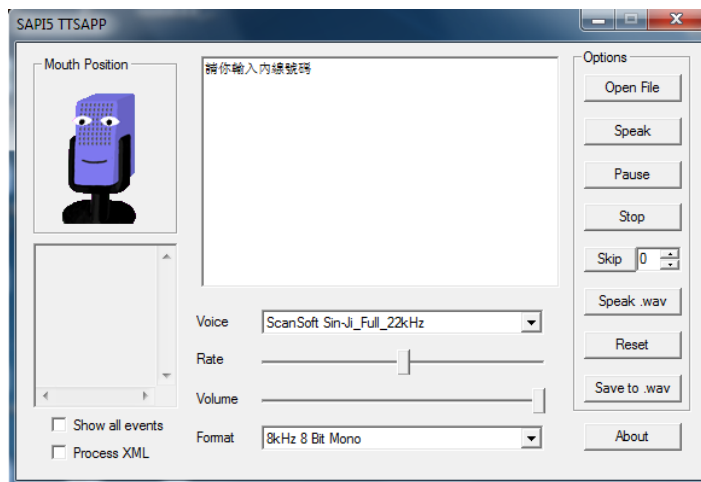 SAPI5 TTSAPP
Mouth Position
請你輸入內線號碼
Options
Open File
Speak
Pause
Stop
Skip 0
Speak .wav
Reset
Save to .wav
About
Voice ScanSoft Sin-Ji_Full_22kHz
Rate
Volume
Format 8kHz 8 Bit Mono
Show all events
Process XML